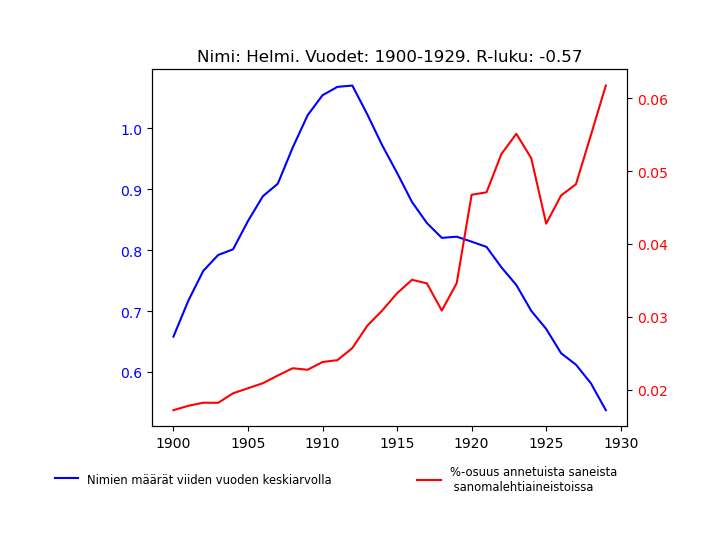 Nimi: Helmi. Vuodet: 1900-1929. R-luku: -0.57
1.0
0.9
0.8
0.7
0.6
0.06
0.05
0.04
0.03
0.02
1900 1905 1910 1915 1920 1925 1930
Nimien määrät viiden vuoden keskiarvolla
%-osuus annetuista saneista
sanomalehtiaineistoissa